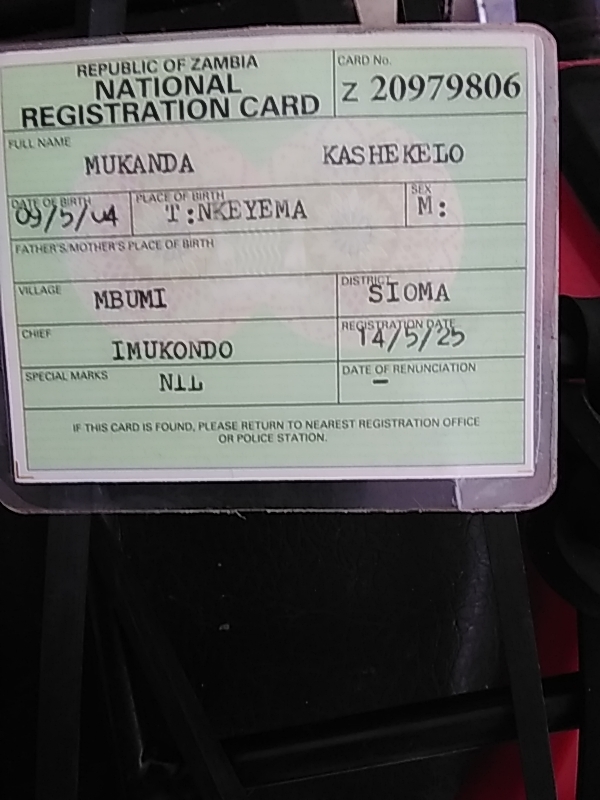 REPUBLIC OF ZAMBIA
NATIONAL
REGISTRATION CARD
CARD No.
Z 20979806
FULL NAME
MUKANDA KASHEKELO
DATE OF BIRTH PLACE OF BIRTH SEX
09/5/04 T:NKEYEMA M:
FATHER'S/MOTHER'S PLACE OF BIRTH
VILLAGE MBUMI
DISTRICT SIOMA
CHIEF IMUKONDO
REGISTRATION DATE
14/5/25
SPECIAL MARKS NIL
DATE OF RENUNCIATION
–
IF THIS CARD IS FOUND, PLEASE RETURN TO NEAREST REGISTRATION OFFICE
OR POLICE STATION.